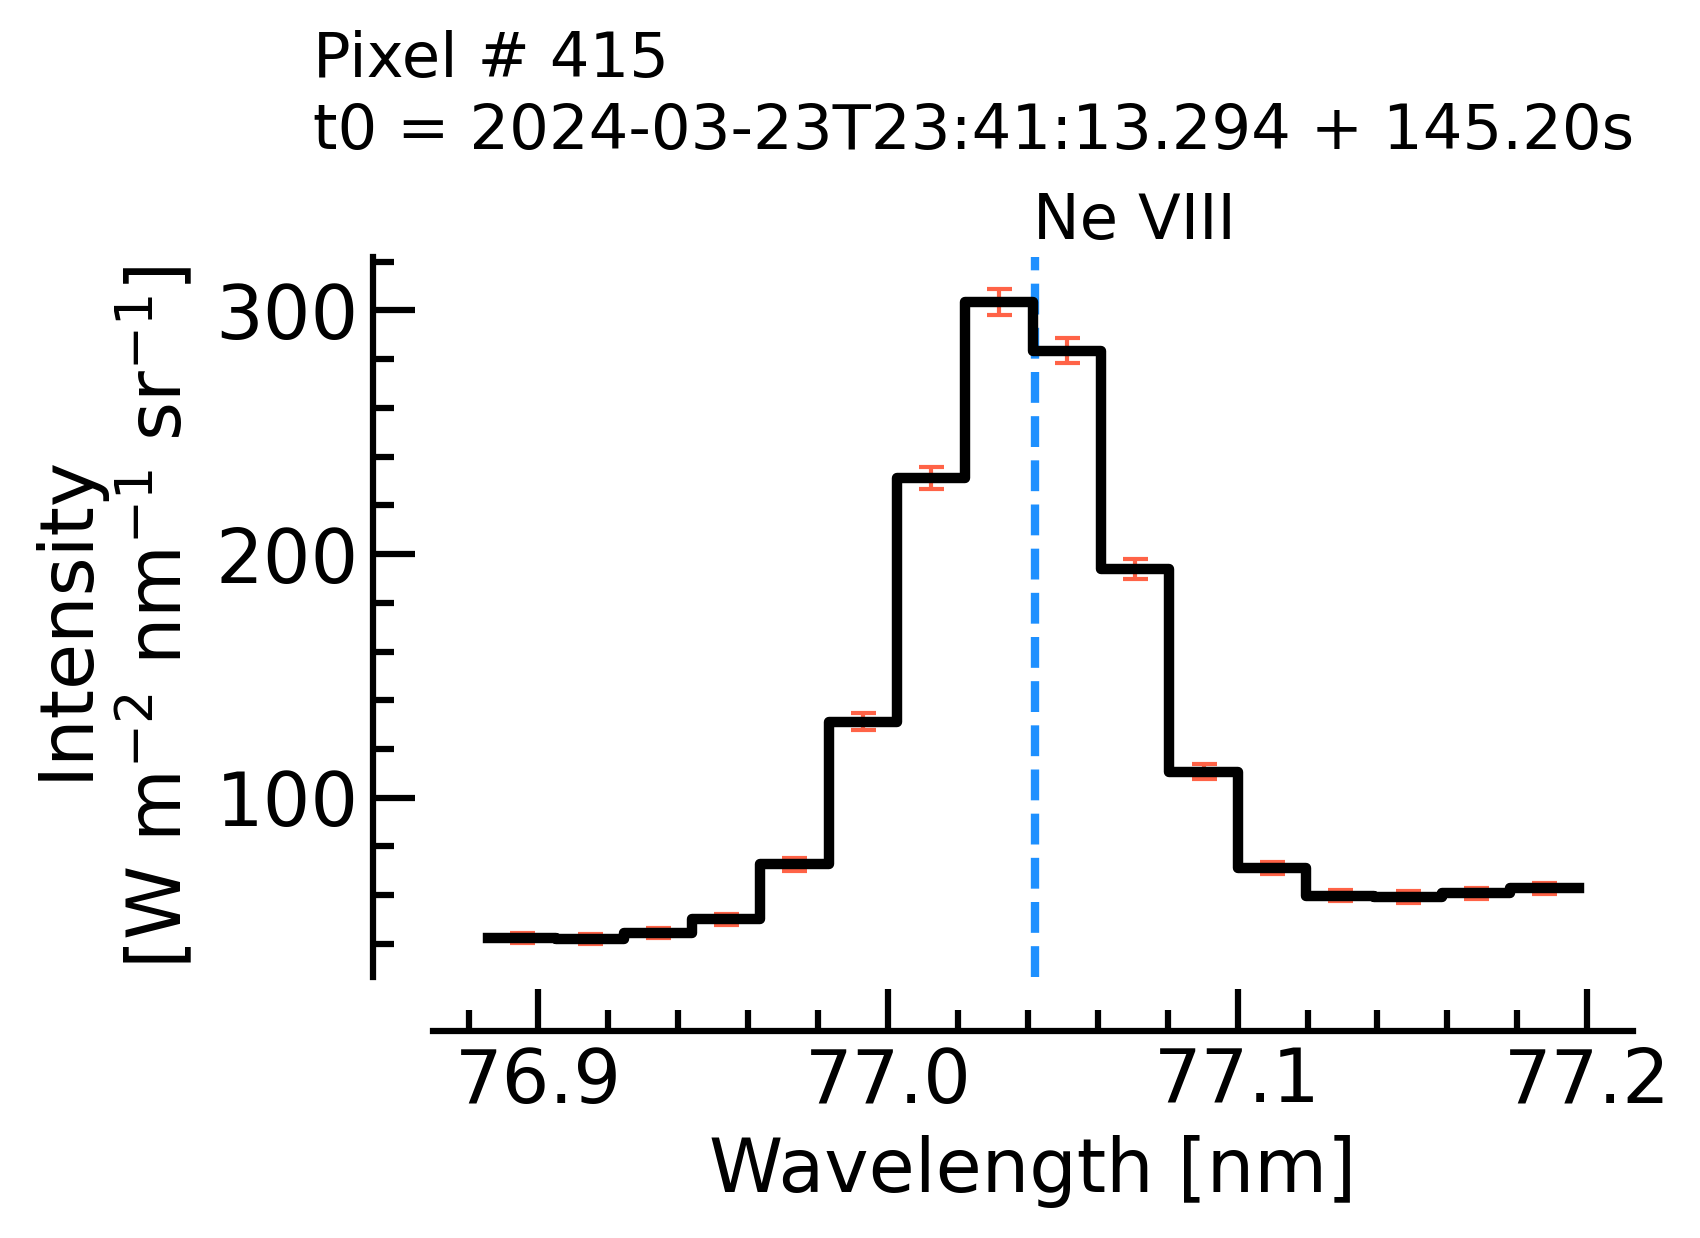 Pixel # 415
t0 = 2024-03-23T23:41:13.294 + 145.20s
Ne VIII
Intensity
[W m⁻² nm⁻¹ sr⁻¹]
300
200
100
76.9 77.0 77.1 77.2
Wavelength [nm]